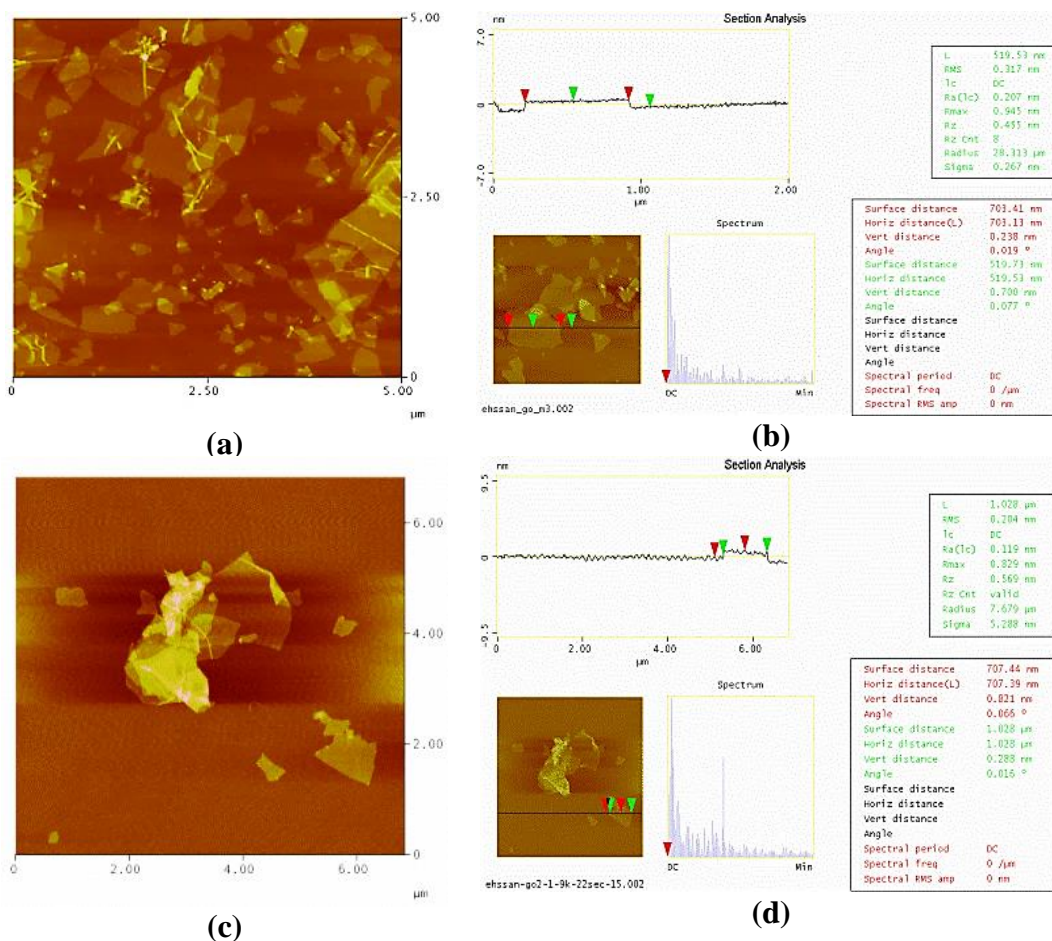 5.00
2.50
0
0
2.50
5.00
μm
(a)
Section Analysis
nm
7.0
0
-7.0
0
1.00
2.00
μm
L 519.53 nm
RMS 0.317 nm
lc DC
Ra(lc) 0.207 nm
Rmax 0.945 nm
Rz 0.455 nm
Rz Cnt 8
Radius 28.313 μm
Sigma 0.267 nm
Spectrum
DC
Min
Surface distance 703.41 nm
Horiz distance(L) 703.13 nm
Vert distance 0.238 nm
Angle 0.019 °
Surface distance 519.73 nm
Horiz distance 519.53 nm
Vert distance 0.700 nm
Angle 0.077 °
Surface distance
Horiz distance
Vert distance
Angle
Spectral period DC
Spectral freq 0 /μm
Spectral RMS amp 0 nm
ehssan_go_m3.002
(b)
6.00
4.00
2.00
0
0
2.00
4.00
6.00
μm
(c)
Section Analysis
nm
9.5
0
-9.5
0
2.00
4.00
6.00
μm
L 1.028 μm
RMS 0.204 nm
lc DC
Ra(lc) 0.119 nm
Rmax 0.829 nm
Rz 0.569 nm
Rz Cnt valid
Radius 7.679 μm
Sigma 5.288 nm
Spectrum
DC
Min
Surface distance 707.44 nm
Horiz distance(L) 707.39 nm
Vert distance 0.821 nm
Angle 0.066 °
Surface distance 1.028 μm
Horiz distance 1.028 μm
Vert distance 0.288 nm
Angle 0.016 °
Surface distance
Horiz distance
Vert distance
Angle
Spectral period DC
Spectral freq 0 /μm
Spectral RMS amp 0 nm
ehssan-go2-1-9k-22sec-15.002
(d)